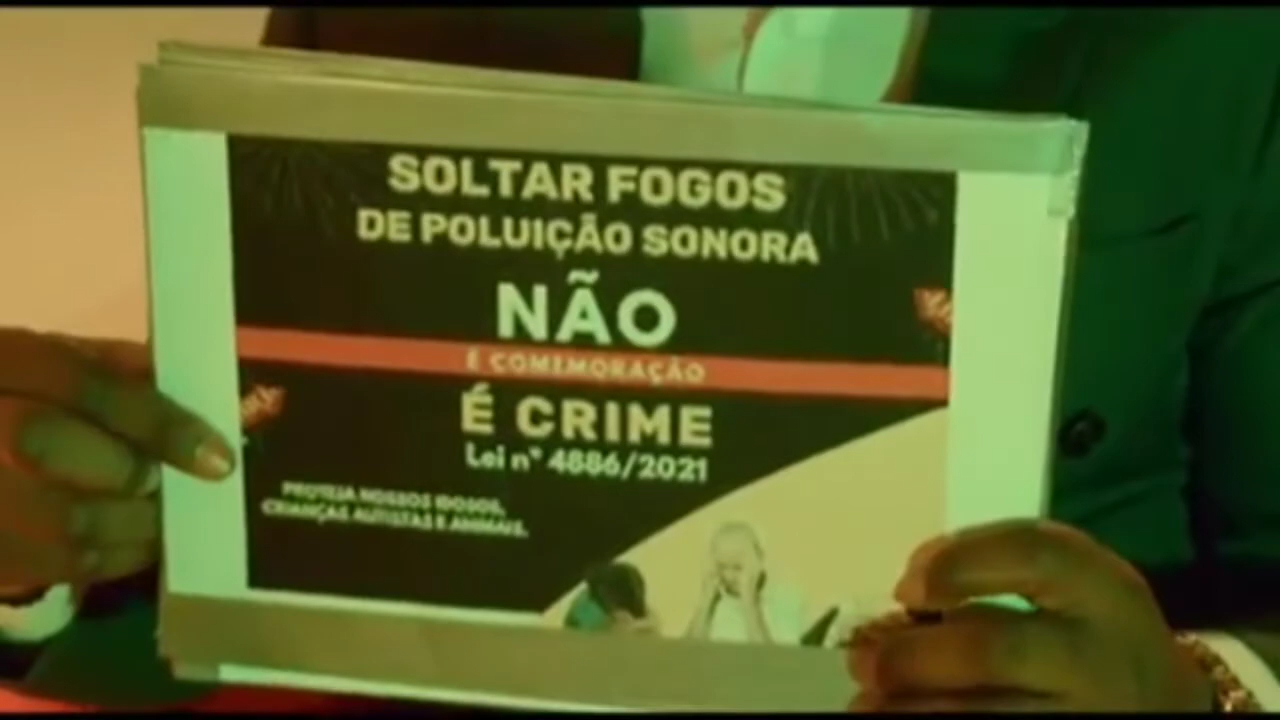 SOLTAR FOGOS
DE POLUIÇÃO SONORA
NÃO
É COMEMORAÇÃO
É CRIME
Lei nº 4886/2021
PROTEJA NOSSOS IDOSOS,
CRIANÇAS AUTISTAS E ANIMAIS.